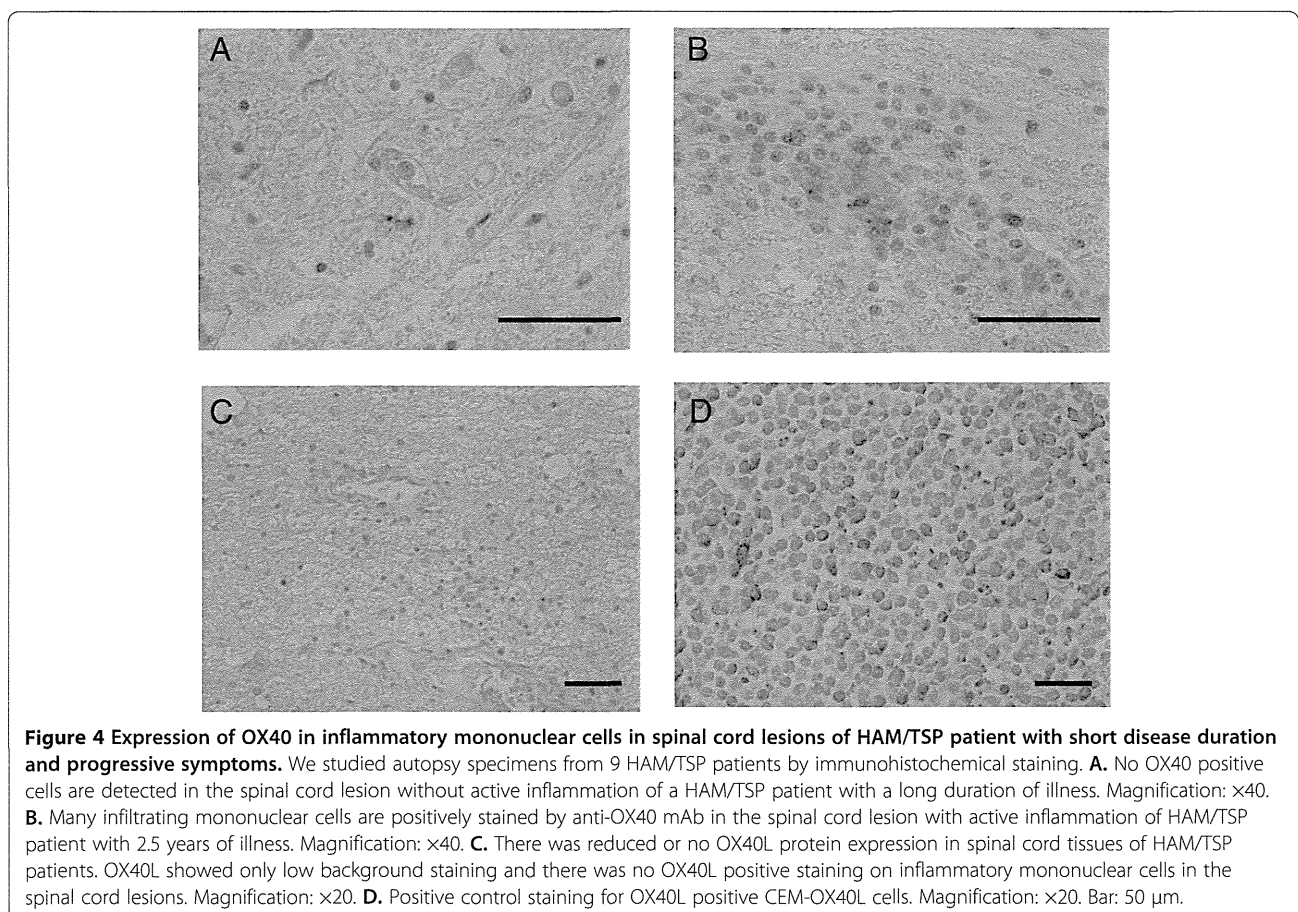 A
B
C
D
Figure 4 Expression of OX40 in inflammatory mononuclear cells in spinal cord lesions of HAM/TSP patient with short disease duration
and progressive symptoms. We studied autopsy specimens from 9 HAM/TSP patients by immunohistochemical staining. A. No OX40 positive
cells are detected in the spinal cord lesion without active inflammation of a HAM/TSP patient with a long duration of illness. Magnification: ×40.
B. Many infiltrating mononuclear cells are positively stained by anti-OX40 mAb in the spinal cord lesion with active inflammation of HAM/TSP
patient with 2.5 years of illness. Magnification: ×40. C. There was reduced or no OX40L protein expression in spinal cord tissues of HAM/TSP
patients. OX40L showed only low background staining and there was no OX40L positive staining on inflammatory mononuclear cells in the
spinal cord lesions. Magnification: ×20. D. Positive control staining for OX40L positive CEM-OX40L cells. Magnification: ×20. Bar: 50 μm.